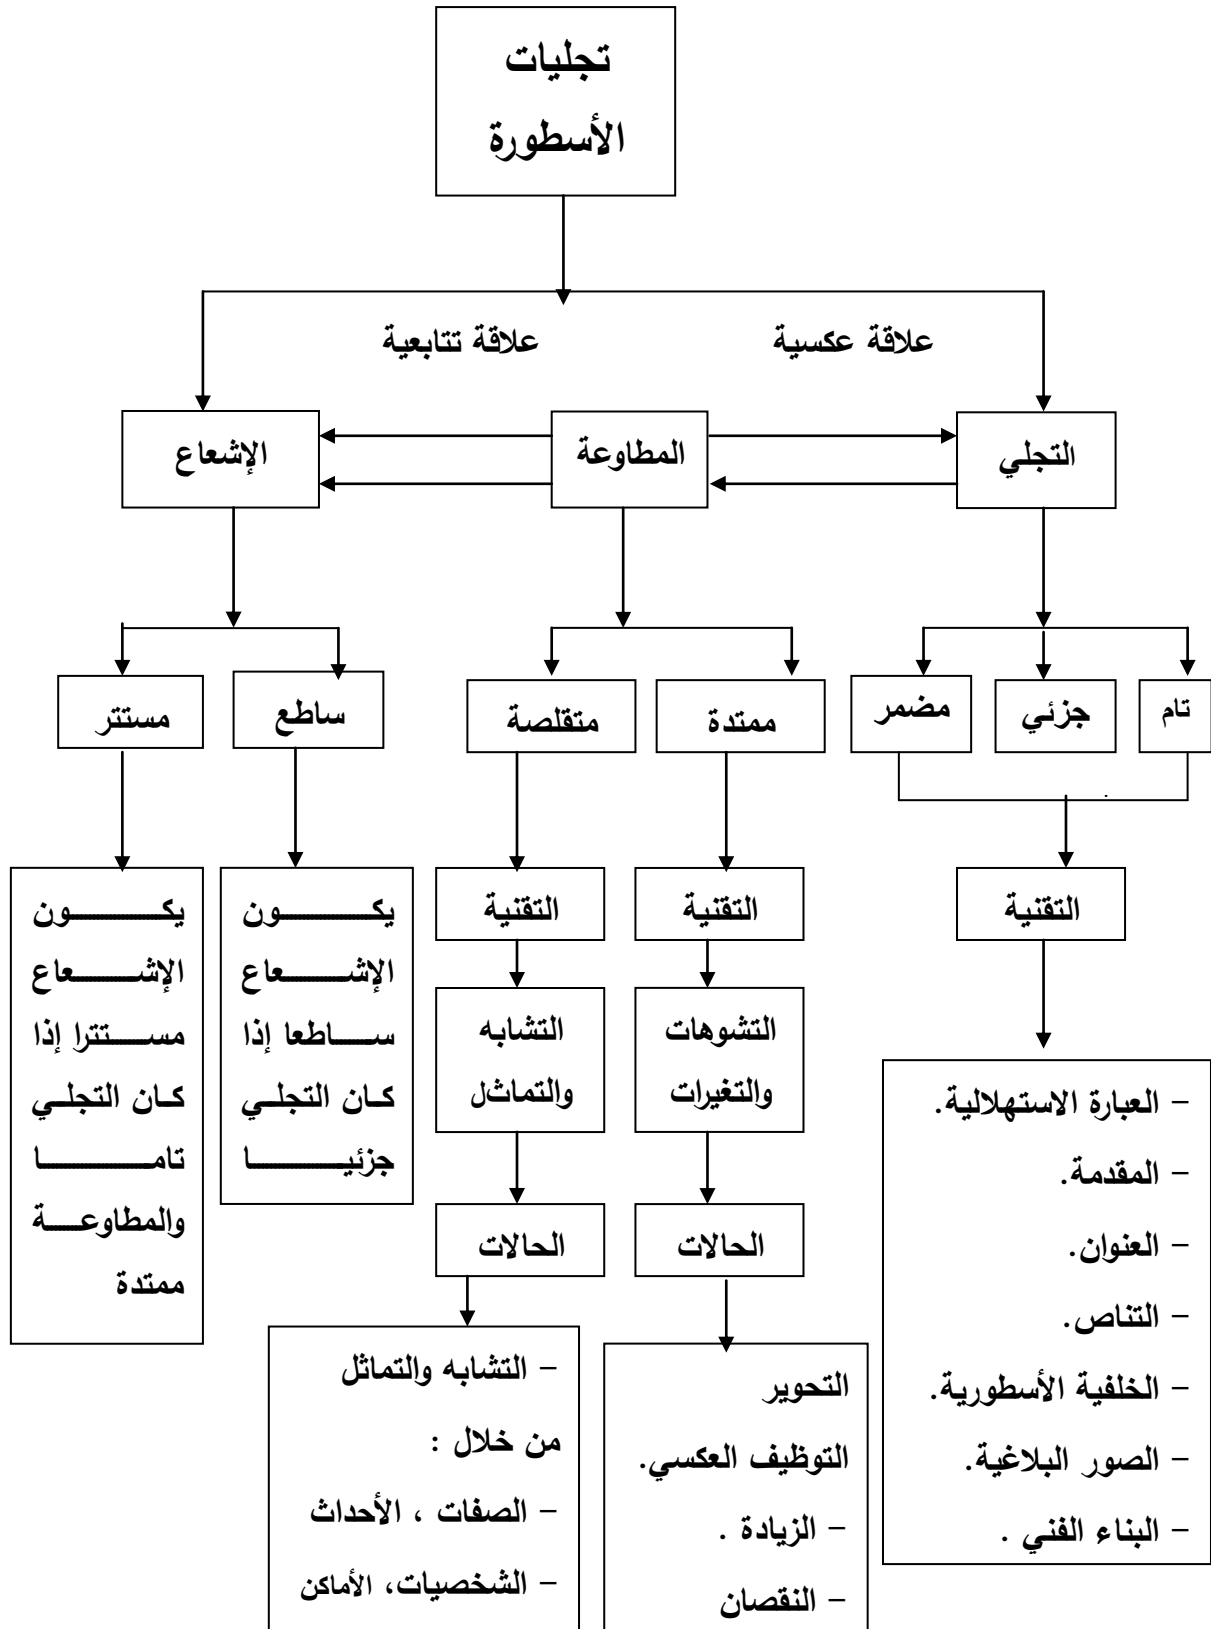 تجليات
الأسطورة
علاقة عكسية
علاقة تتابعية
التجلي
المطاوعة
الإشعاع
تام
جزئي
مضمر
ممتدة
متقلصة
ساطع
مستتر
التقنية
- العبارة الاستهلالية.
- المقدمة.
- العنوان.
- التناص.
- الخلفية الأسطورية.
- الصور البلاغية.
- البناء الفني .
التقنية
التشوهات
والتغيرات
الحالات
التحوير
التوظيف العكسي.
- الزيادة .
- النقصان
التقنية
التشابه
والتماثل
الحالات
- التشابه والتماثل
من خلال :
- الصفات ، الأحداث
- الشخصيات، الأماكن
يكون
الإشعاع
ساطعا إذا
كان التجلي
جزئيا
يكون
الإشعاع
مستترا إذا
كان التجلي
تاما
والمطاوعة
ممتدة